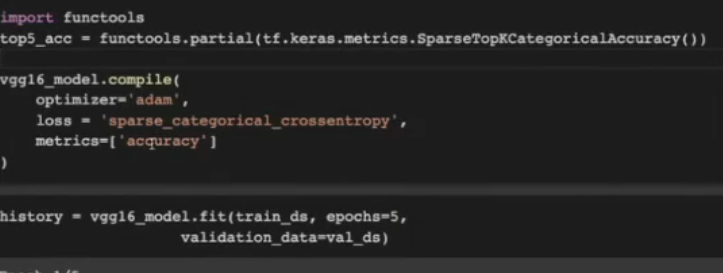 import functools
top5_acc = functools.partial(tf.keras.metrics.SparseTopKCategoricalAccuracy())
vgg16_model.compile(
optimizer='adam',
loss = 'sparse_categorical_crossentropy',
metrics=['accuracy']
)
history = vgg16_model.fit(train_ds, epochs=5,
validation_data=val_ds)